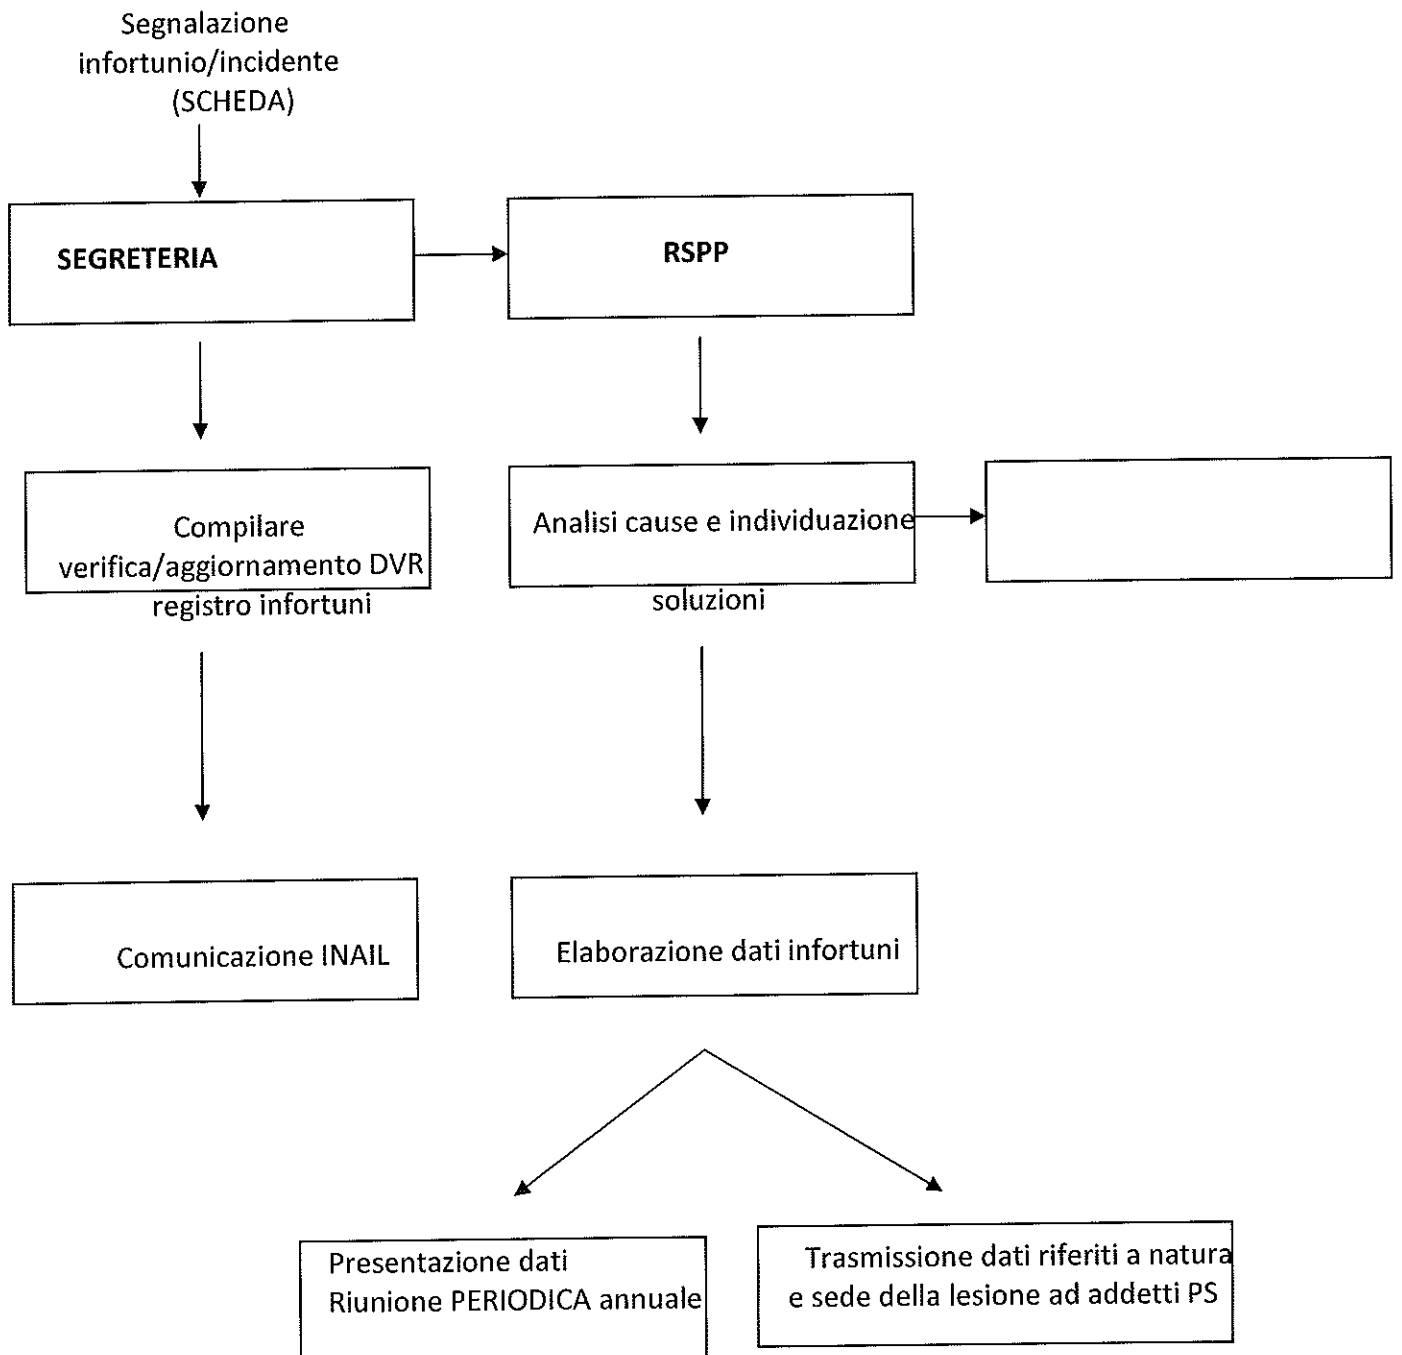 Segnalazione
infortunio/incidente
(SCHEDA)
SEGRETERIA
RSPP
Compilare
verifica/aggiornamento DVR
registro infortuni
Analisi cause e individuazione
soluzioni
Comunicazione INAIL
Elaborazione dati infortuni
Presentazione dati
Riunione PERIODICA annuale
Trasmissione dati riferiti a natura
e sede della lesione ad addetti PS